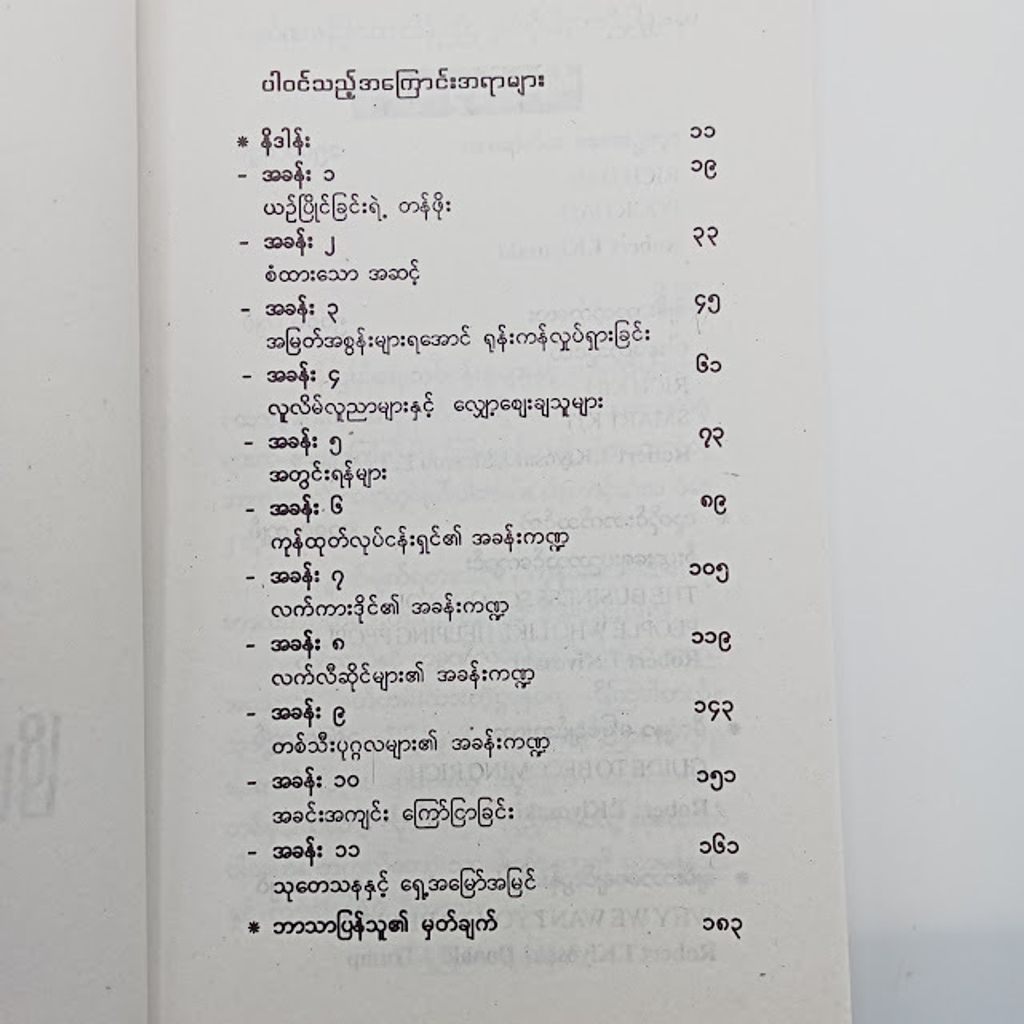 ပါဝင်သည့်အကြောင်းအရာများ
* နိဒါန်း ၁၁
- အခန်း ၁ ၁၉
ယဉ်ပြိုင်ခြင်းရဲ့ တန်ဖိုး
- အခန်း ၂ ၃၃
စံထားသော အဆင့်
- အခန်း ၃ ၄၅
အမြတ်အစွန်းများရအောင် ရုန်းကန်လှုပ်ရှားခြင်း
- အခန်း ၄ ၆၁
လူလိမ်လူညာများနှင့် လျှော့ဈေးချသူများ
- အခန်း ၅ ၇၃
အတွင်းရန်များ
- အခန်း ၆ ၈၉
ကုန်ထုတ်လုပ်ငန်းရှင်၏ အခန်းကဏ္ဍ
- အခန်း ၇ ၁၀၅
လက်ကားဒိုင်၏ အခန်းကဏ္ဍ
- အခန်း ၈ ၁၁၉
လက်လီဆိုင်များ၏ အခန်းကဏ္ဍ
- အခန်း ၉ ၁၄၃
တစ်သီးပုဂ္ဂလများ၏ အခန်းကဏ္ဍ
- အခန်း ၁၀ ၁၅၁
အခင်းအကျင်း ကြော်ငြာခြင်း
- အခန်း ၁၁ ၁၆၁
သုတေသနနှင့် ရှေ့အမြော်အမြင်
* ဘာသာပြန်သူ၏ မှတ်ချက် ၁၈၃